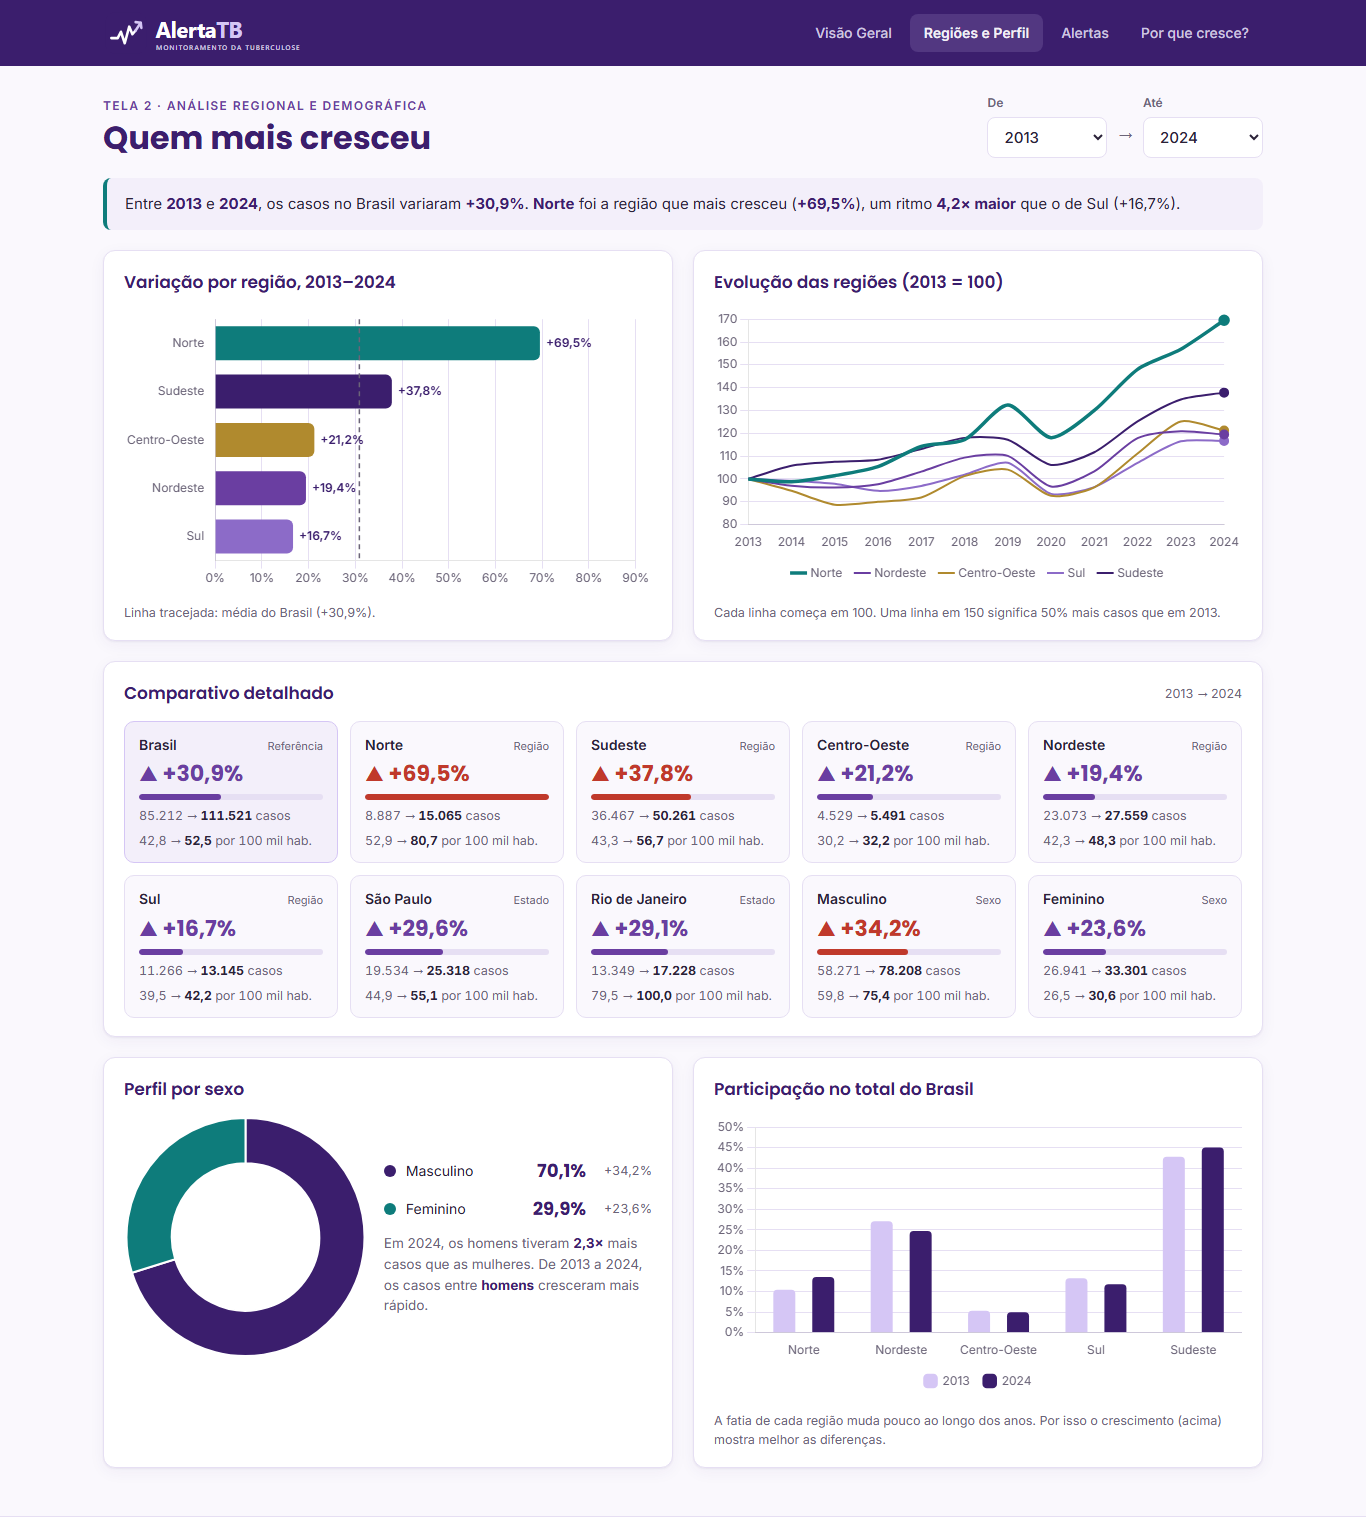 AlertaTB
MONITORAMENTO DA TUBERCULOSE
Visão Geral
Regiões e Perfil
Alertas
Por que cresce?
TELA 2 · ANÁLISE REGIONAL E DEMOGRÁFICA
Quem mais cresceu
De
Até
2013
→
2024
Entre 2013 e 2024, os casos no Brasil variaram +30,9%. Norte foi a região que mais cresceu (+69,5%), um ritmo 4,2× maior que o de Sul (+16,7%).
Variação por região, 2013–2024
Norte
+69,5%
Sudeste
+37,8%
Centro-Oeste
+21,2%
Nordeste
+19,4%
Sul
+16,7%
0% 10% 20% 30% 40% 50% 60% 70% 80% 90%
Linha tracejada: média do Brasil (+30,9%).
Evolução das regiões (2013 = 100)
170
160
150
140
130
120
110
100
90
80
2013 2014 2015 2016 2017 2018 2019 2020 2021 2022 2023 2024
Norte Nordeste Centro-Oeste Sul Sudeste
Cada linha começa em 100. Uma linha em 150 significa 50% mais casos que em 2013.
Comparativo detalhado
2013 → 2024
Brasil
Referência
▲ +30,9%
85.212 → 111.521 casos
42,8 → 52,5 por 100 mil hab.
Norte
Região
▲ +69,5%
8.887 → 15.065 casos
52,9 → 80,7 por 100 mil hab.
Sudeste
Região
▲ +37,8%
36.467 → 50.261 casos
43,3 → 56,7 por 100 mil hab.
Centro-Oeste
Região
▲ +21,2%
4.529 → 5.491 casos
30,2 → 32,2 por 100 mil hab.
Nordeste
Região
▲ +19,4%
23.073 → 27.559 casos
42,3 → 48,3 por 100 mil hab.
Sul
Região
▲ +16,7%
11.266 → 13.145 casos
39,5 → 42,2 por 100 mil hab.
São Paulo
Estado
▲ +29,6%
19.534 → 25.318 casos
44,9 → 55,1 por 100 mil hab.
Rio de Janeiro
Estado
▲ +29,1%
13.349 → 17.228 casos
79,5 → 100,0 por 100 mil hab.
Masculino
Sexo
▲ +34,2%
58.271 → 78.208 casos
59,8 → 75,4 por 100 mil hab.
Feminino
Sexo
▲ +23,6%
26.941 → 33.301 casos
26,5 → 30,6 por 100 mil hab.
Perfil por sexo
Masculino 70,1% +34,2%
Feminino 29,9% +23,6%
Em 2024, os homens tiveram 2,3× mais
casos que as mulheres. De 2013 a 2024,
os casos entre homens cresceram mais
rápido.
Participação no total do Brasil
50%
45%
40%
35%
30%
25%
20%
15%
10%
5%
0%
Norte Nordeste Centro-Oeste Sul Sudeste
2013 2024
A fatia de cada região muda pouco ao longo dos anos. Por isso o crescimento (acima)
mostra melhor as diferenças.